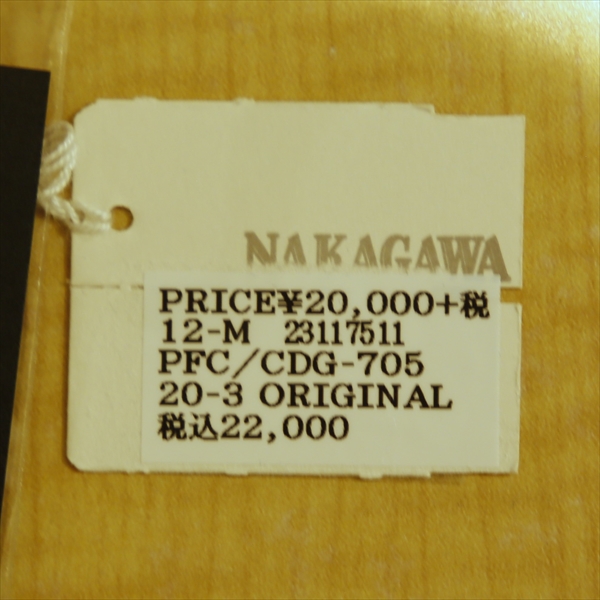 NAKAGAWA
PRICE¥20,000+税
12-M 23117511
PFC/CDG-705
20-3 ORIGINAL
税込22,000